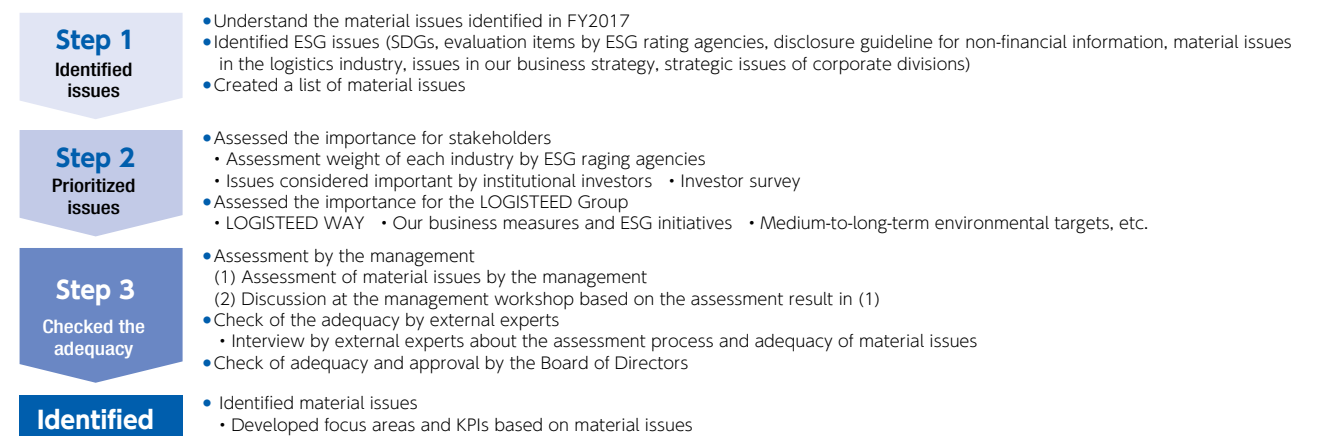 Step 1
Identified
issues
●Understand the material issues identified in FY2017
●Identified ESG issues (SDGs, evaluation items by ESG rating agencies, disclosure guideline for non-financial information, material issues
in the logistics industry, issues in our business strategy, strategic issues of corporate divisions)
●Created a list of material issues
Step 2
Prioritized
issues
●Assessed the importance for stakeholders
・Assessment weight of each industry by ESG raging agencies
・Issues considered important by institutional investors ・Investor survey
●Assessed the importance for the LOGISTEED Group
・LOGISTEED WAY ・Our business measures and ESG initiatives ・Medium-to-long-term environmental targets, etc.
Step 3
Checked the
adequacy
●Assessment by the management
(1) Assessment of material issues by the management
(2) Discussion at the management workshop based on the assessment result in (1)
●Check of the adequacy by external experts
・Interview by external experts about the assessment process and adequacy of material issues
●Check of adequacy and approval by the Board of Directors
Identified
● Identified material issues
・Developed focus areas and KPIs based on material issues